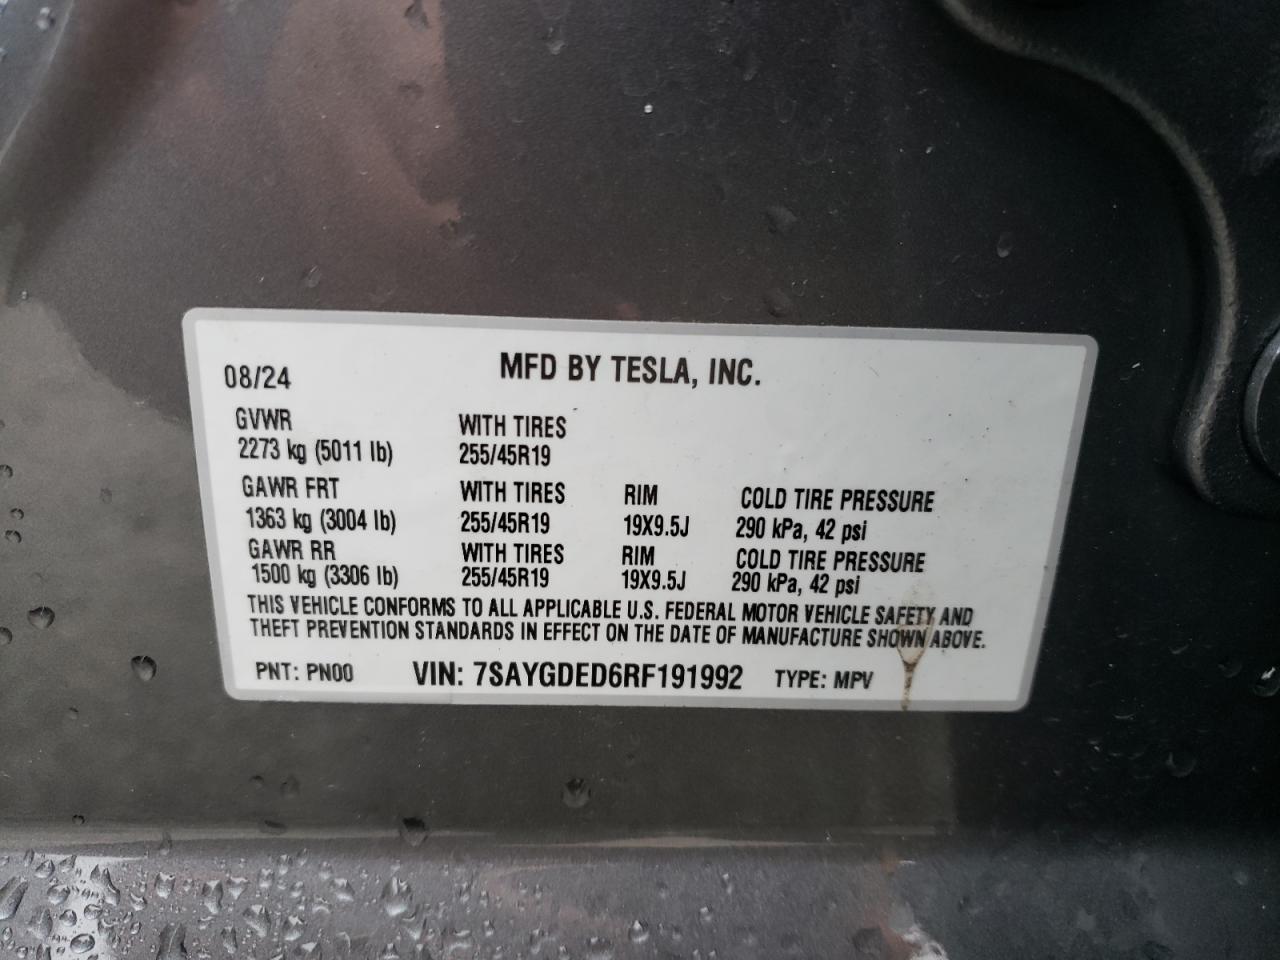 MFD BY TESLA, INC.
08/24
GVWR WITH TIRES
2273 kg (5011 lb) 255/45R19
GAWR FRT WITH TIRES RIM COLD TIRE PRESSURE
1363 kg (3004 lb) 255/45R19 19X9.5J 290 kPa, 42 psi
GAWR RR WITH TIRES RIM COLD TIRE PRESSURE
1500 kg (3306 lb) 255/45R19 19X9.5J 290 kPa, 42 psi
THIS VEHICLE CONFORMS TO ALL APPLICABLE U.S. FEDERAL MOTOR VEHICLE SAFETY AND
THEFT PREVENTION STANDARDS IN EFFECT ON THE DATE OF MANUFACTURE SHOWN ABOVE.
PNT: PN00 VIN: 7SAYGDED6RF191992 TYPE: MPV